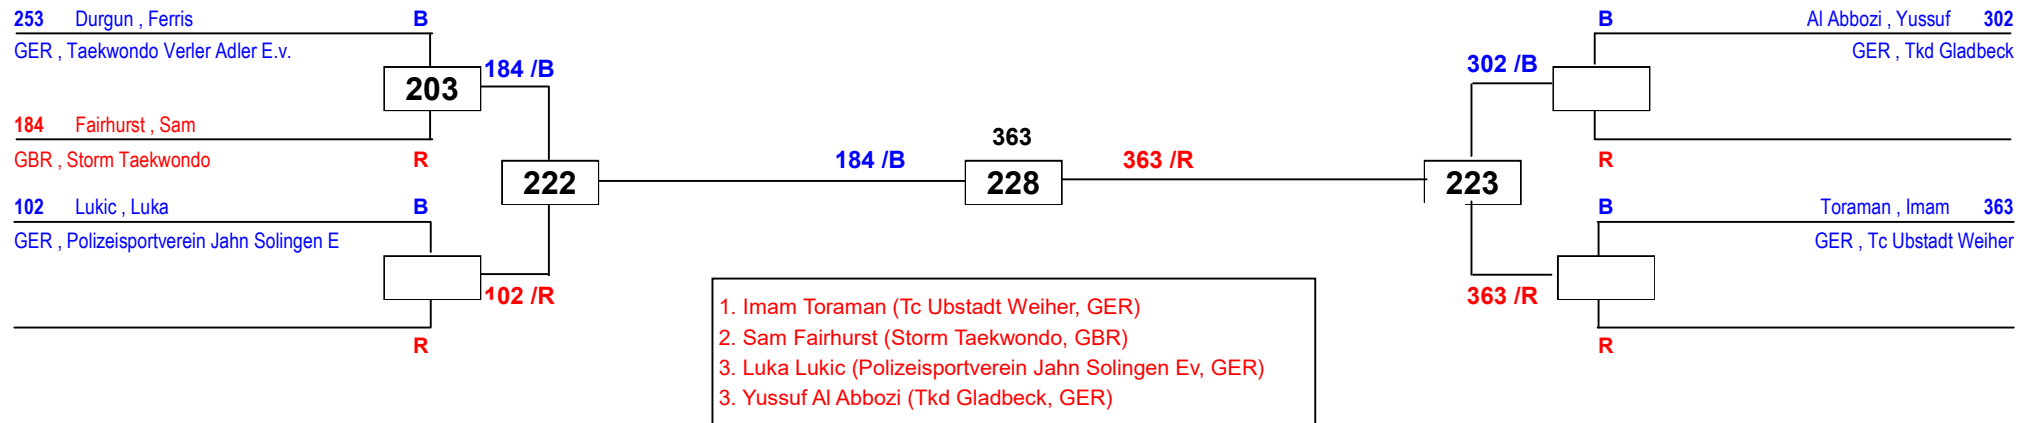 253 Durgun , Ferris B
GER , Taekwondo Verler Adler E.v.
203
184 /B
184 Fairhurst , Sam
GBR , Storm Taekwondo R
222
102 Lukic , Luka B
GER , Polizeisportverein Jahn Solingen E
102 /R
R
184 /B
363
228
363 /R
B Al Abbozi , Yussuf 302
GER , Tkd Gladbeck
302 /B
R
223
B Toraman , Imam 363
GER , Tc Ubstadt Weiher
363 /R
R
1. Imam Toraman (Tc Ubstadt Weiher, GER)
2. Sam Fairhurst (Storm Taekwondo, GBR)
3. Luka Lukic (Polizeisportverein Jahn Solingen Ev, GER)
3. Yussuf Al Abbozi (Tkd Gladbeck, GER)